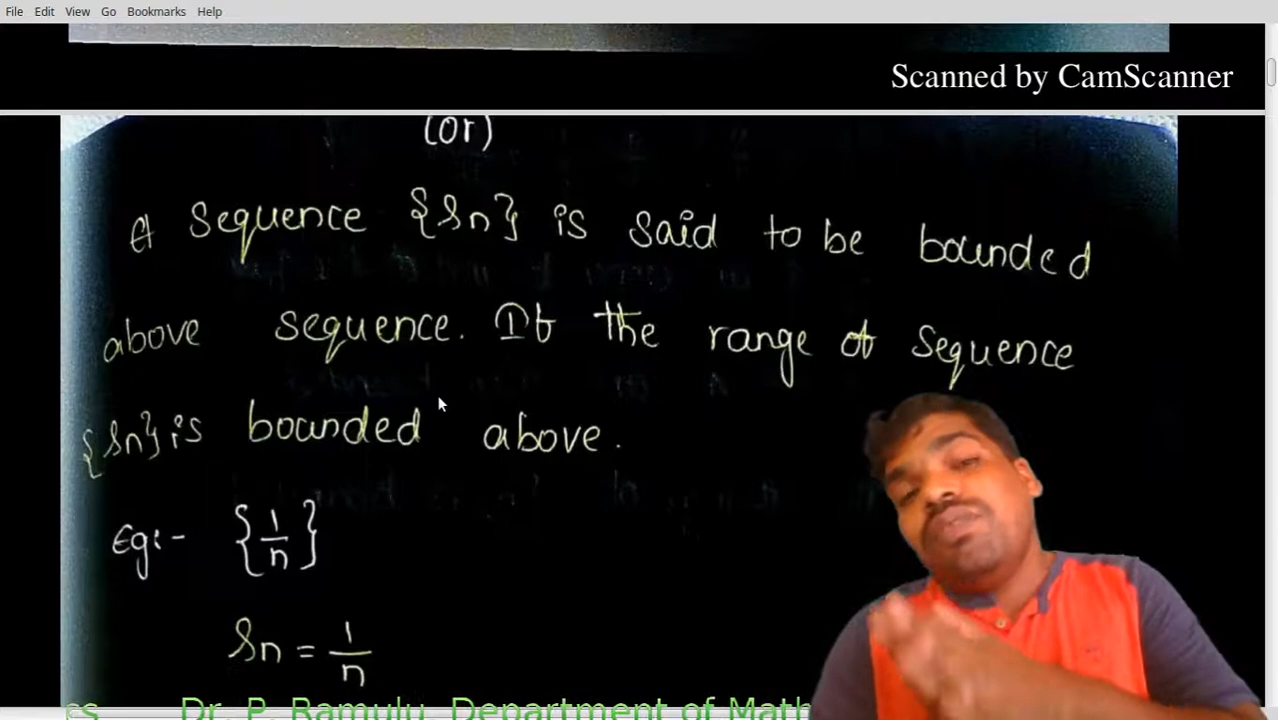 File Edit View Go Bookmarks Help
Scanned by CamScanner
(or)
A Sequence {Sn} is said to be bounded
above sequence. If the range of sequence
{Sn} is bounded above.
Eg:- {1/n}
Sn = 1/n
Dr. P. Ramulu, Department of Math